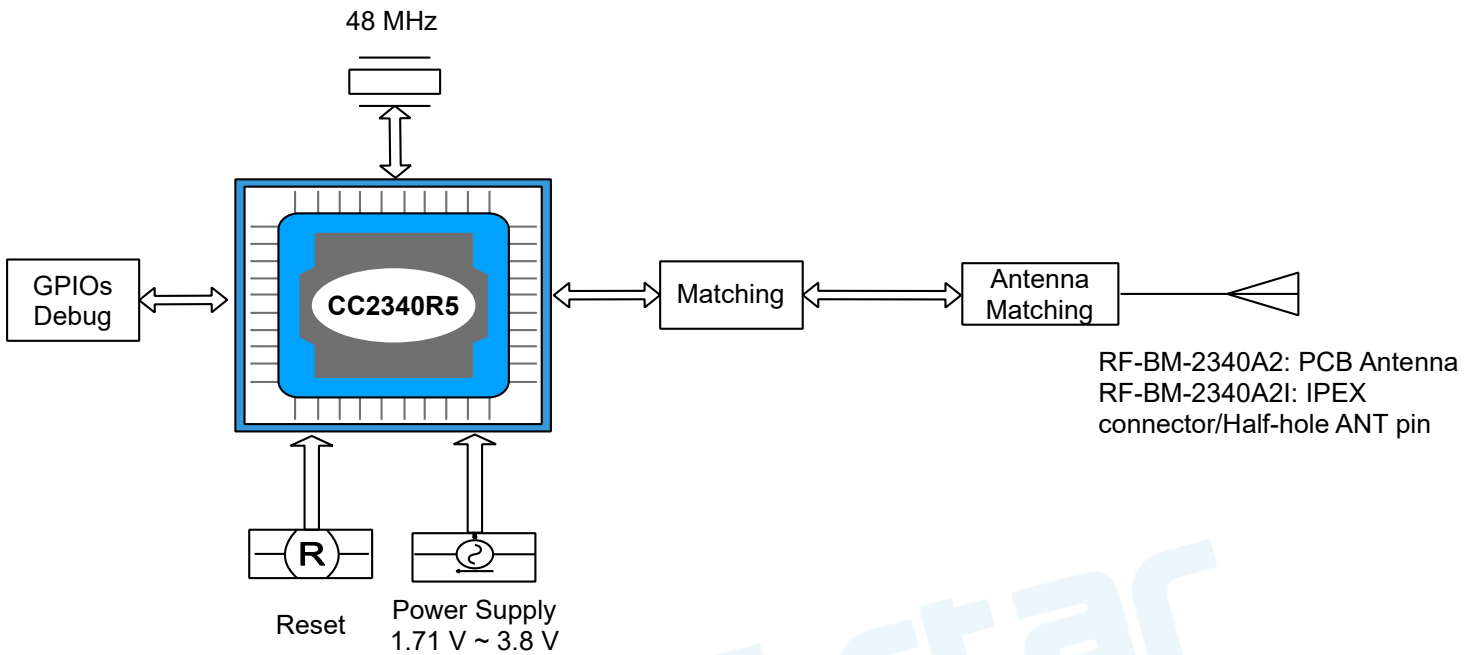 48 MHz
GPIOs
Debug
CC2340R5
Matching
Antenna
Matching
RF-BM-2340A2: PCB Antenna
RF-BM-2340A2I: IPEX
connector/Half-hole ANT pin
R
Reset
Power Supply
1.71 V ~ 3.8 V
star